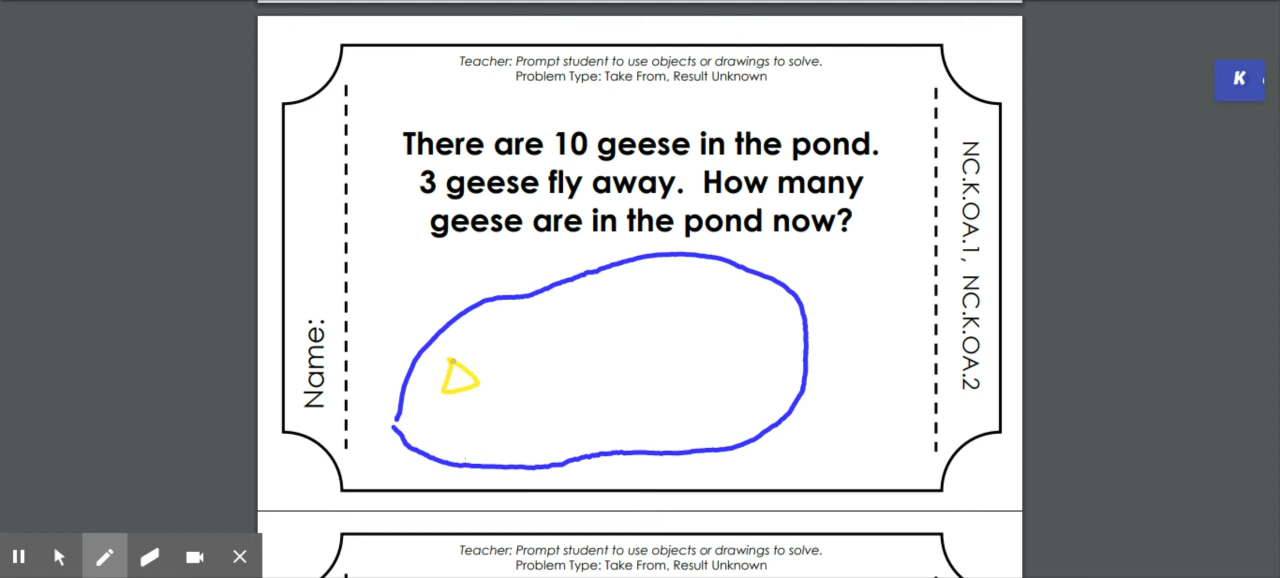 Teacher: Prompt student to use objects or drawings to solve.
Problem Type: Take From, Result Unknown
There are 10 geese in the pond.
3 geese fly away.  How many
geese are in the pond now?
Name:
NC.K.OA.1, NC.K.OA.2
K
Teacher: Prompt student to use objects or drawings to solve.
Problem Type: Take From, Result Unknown